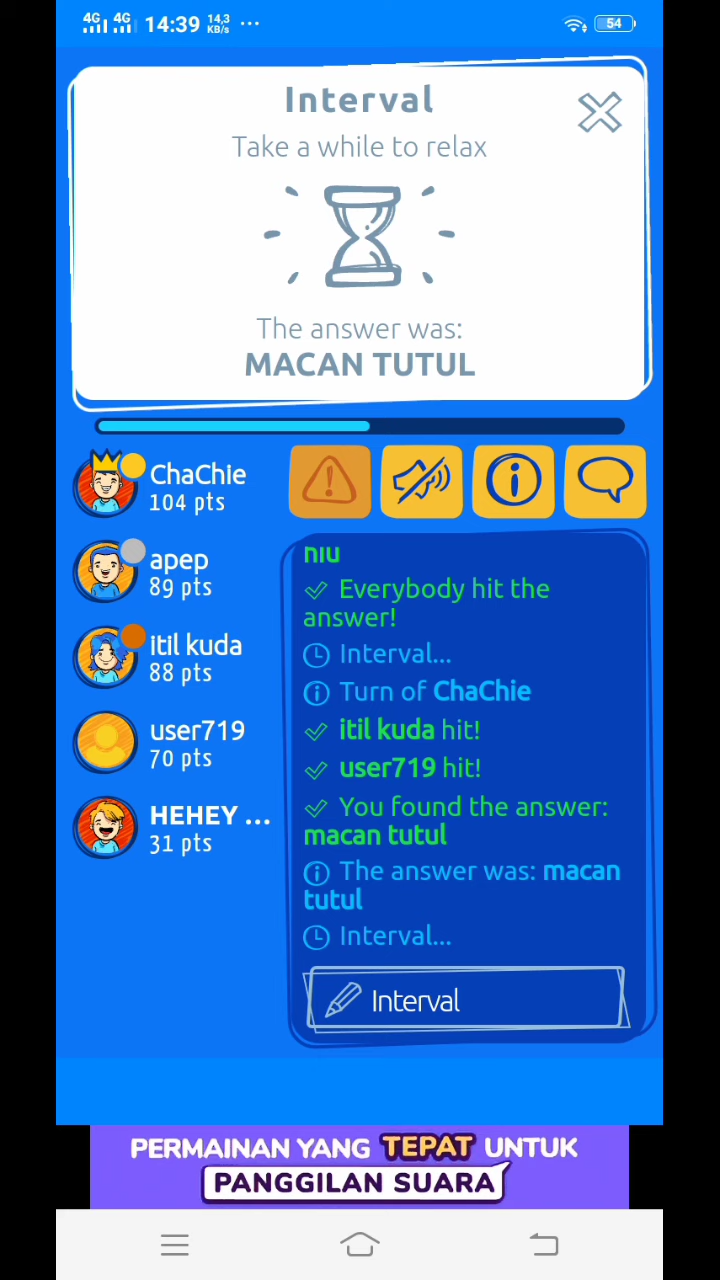 4G 4G 14:39 14,3 KB/s ... 54
Interval
Take a while to relax
The answer was:
MACAN TUTUL
ChaChie
104 pts
apep
89 pts
itil kuda
88 pts
user719
70 pts
HEHEY ...
31 pts
niu
Everybody hit the
answer!
Interval...
Turn of ChaChie
itil kuda hit!
user719 hit!
You found the answer:
macan tutul
The answer was: macan
tutul
Interval...
Interval
PERMAINAN YANG TEPAT UNTUK
PANGGILAN SUARA